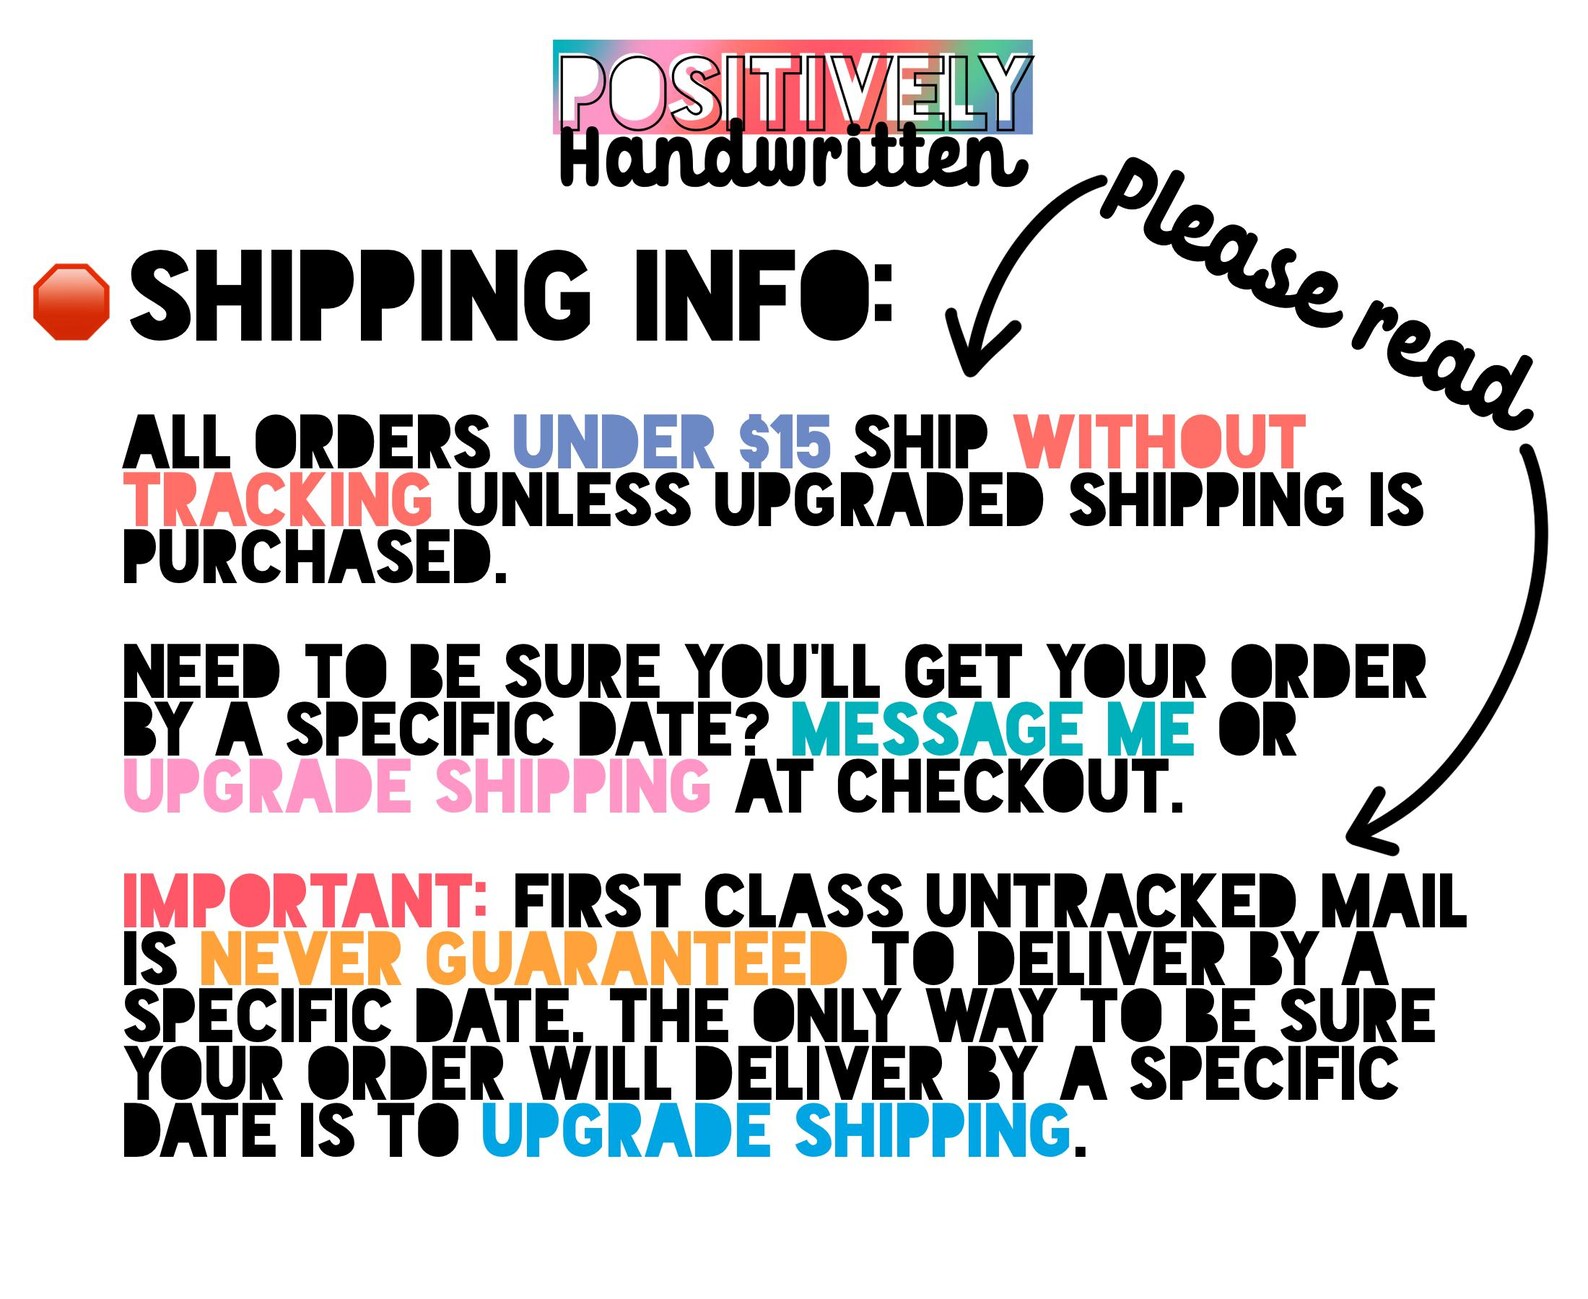 POSITIVELY
Handwritten
Please read
SHIPPING INFO:
ALL ORDERS UNDER $15 SHIP WITHOUT
TRACKING UNLESS UPGRADED SHIPPING IS
PURCHASED.
NEED TO BE SURE YOU'LL GET YOUR ORDER
BY A SPECIFIC DATE? MESSAGE ME OR
UPGRADE SHIPPING AT CHECKOUT.
IMPORTANT: FIRST CLASS UNTRACKED MAIL
IS NEVER GUARANTEED TO DELIVER BY A
SPECIFIC DATE. THE ONLY WAY TO BE SURE
YOUR ORDER WILL DELIVER BY A SPECIFIC
DATE IS TO UPGRADE SHIPPING.